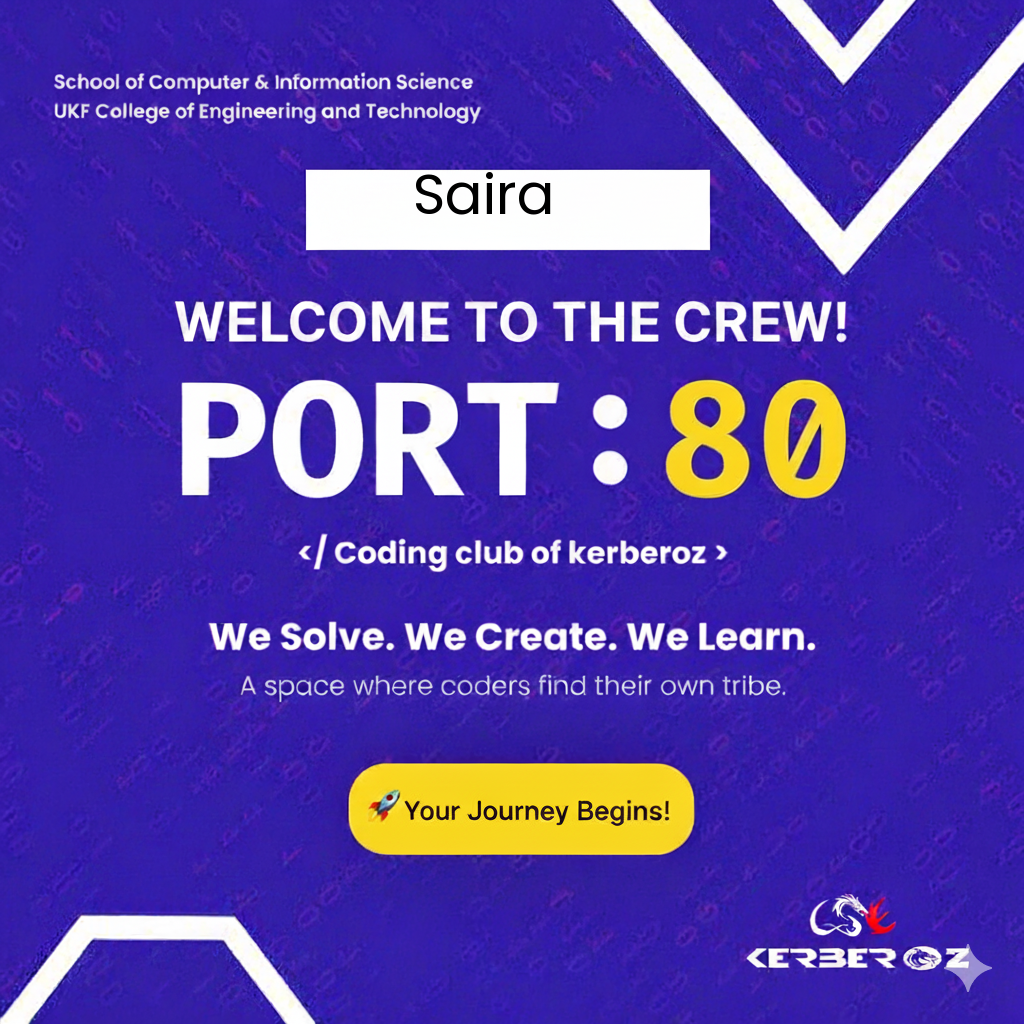 School of Computer & Information Science
UKF College of Engineering and Technology
Saira
WELCOME TO THE CREW!
PORT:80
</ Coding club of kerberoz >
We Solve. We Create. We Learn.
A space where coders find their own tribe.
🚀Your Journey Begins!
KERBEROZ